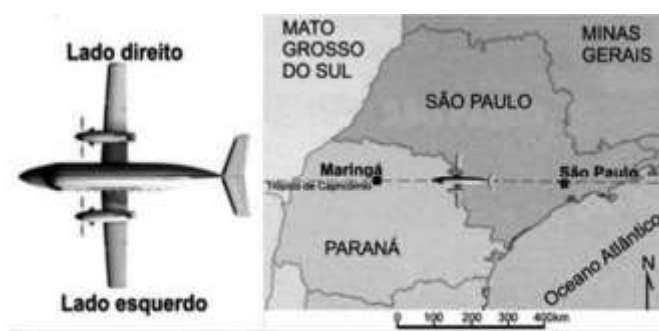 Lado direito
Lado esquerdo
MATO
GROSSO
DO SUL
MINAS
GERAIS
SÃO PAULO
Maringá
São Paulo
Trópico de Capricórnio
PARANÁ
Oceano Atlântico
N
0 100 200 400km